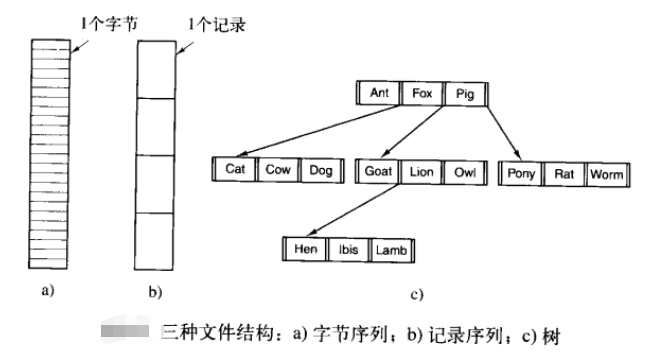 1个字节
1个记录
Ant Fox Pig
Cat Cow Dog
Goat Lion Owl
Pony Rat Worm
Hen Ibis Lamb
a)
b)
c)
三种文件结构:a) 字节序列;b) 记录序列;c) 树